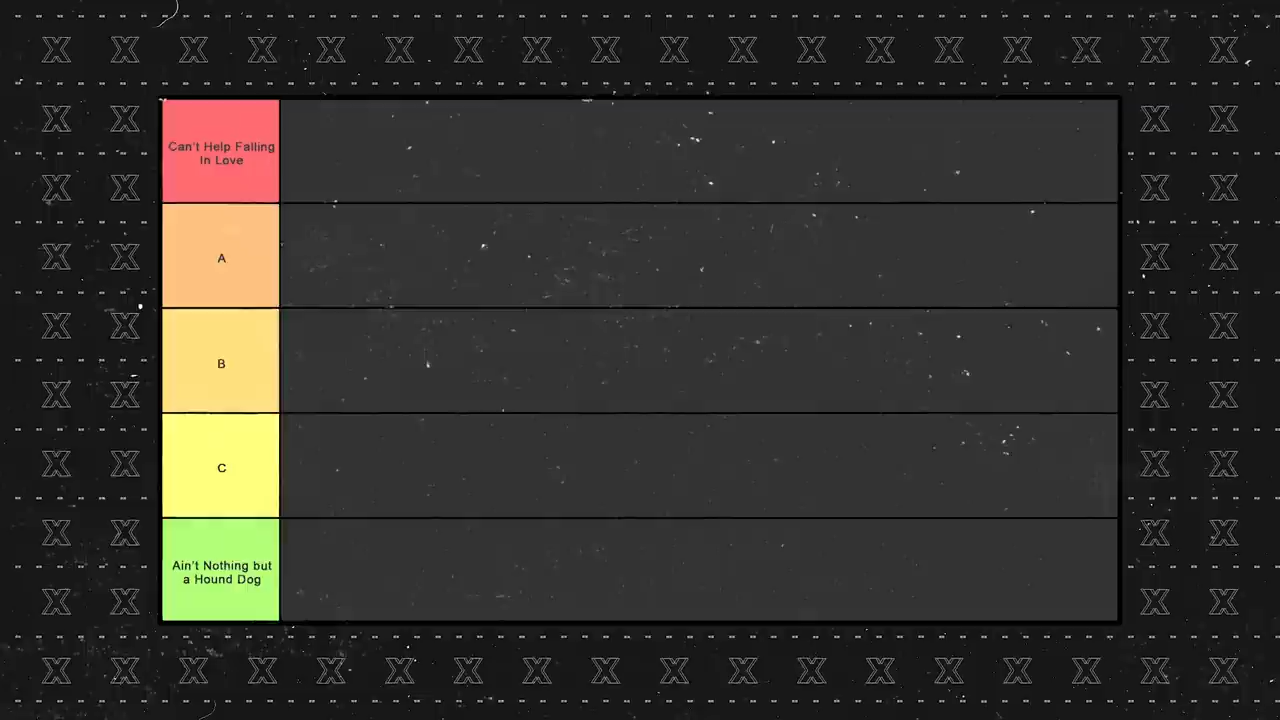 Can't Help Falling
In Love
A
B
C
Ain't Nothing but
a Hound Dog